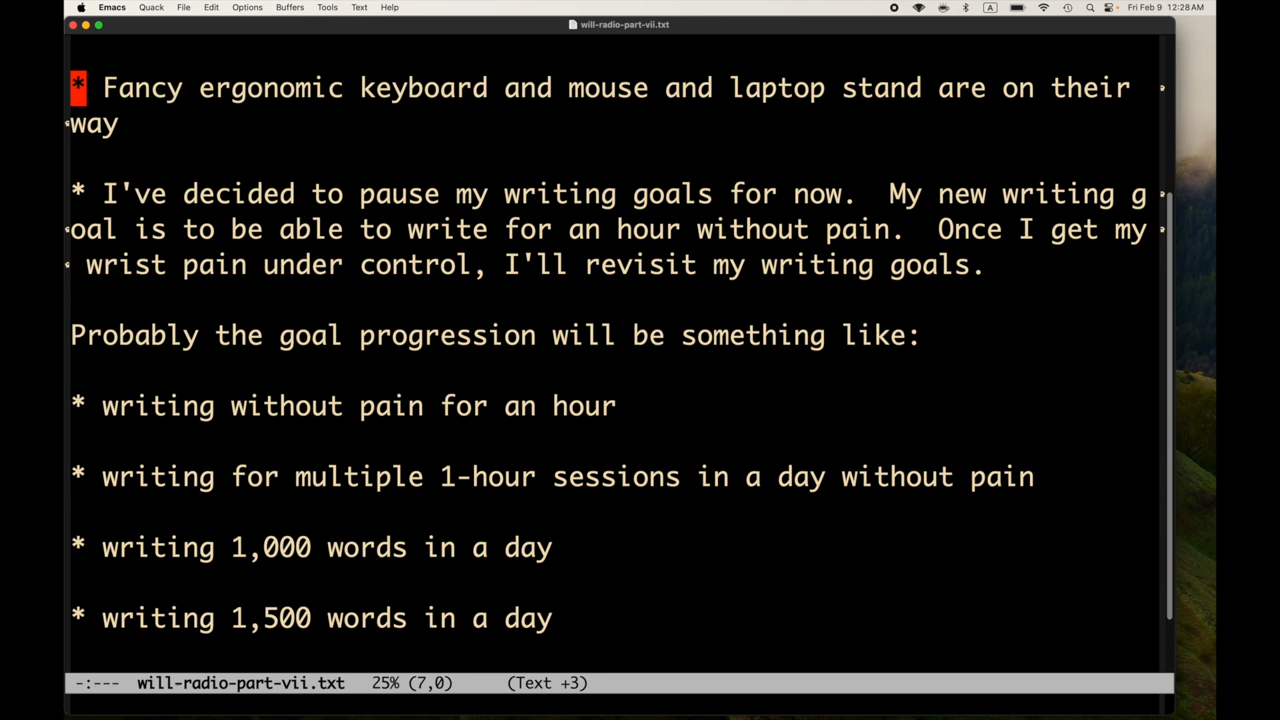 Emacs Quack File Edit Options Buffers Tools Text Help A Fri Feb 9 12:28 AM
will-radio-part-vii.txt
* Fancy ergonomic keyboard and mouse and laptop stand are on their
way
* I've decided to pause my writing goals for now.  My new writing g
oal is to be able to write for an hour without pain.  Once I get my
wrist pain under control, I'll revisit my writing goals.
Probably the goal progression will be something like:
* writing without pain for an hour
* writing for multiple 1-hour sessions in a day without pain
* writing 1,000 words in a day
* writing 1,500 words in a day
-:--- will-radio-part-vii.txt 25% (7,0) (Text +3)